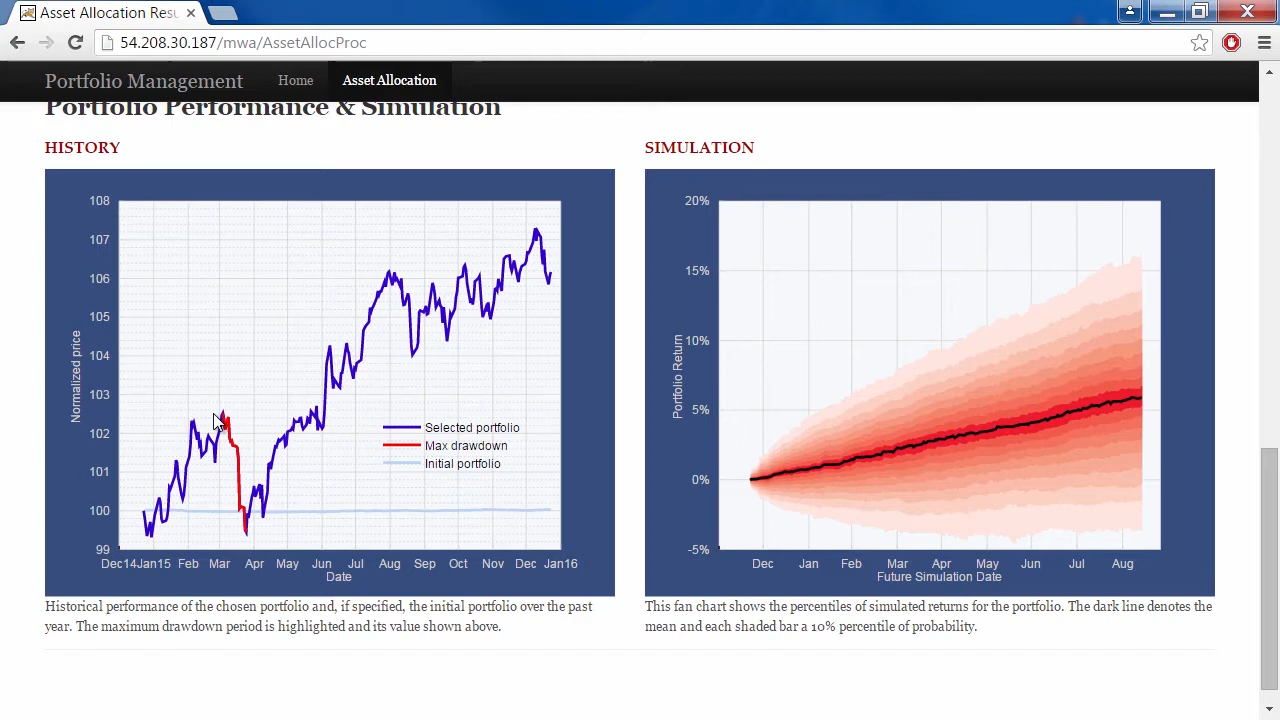 Asset Allocation Resu
54.208.30.187/mwa/AssetAllocProc
Portfolio Management Home Asset Allocation
Portfolio Performance & Simulation
HISTORY
108
107
106
105
104
103
102
101
100
99
Normalized price
Selected portfolio
Max drawdown
Initial portfolio
Dec14 Jan15 Feb Mar Apr May Jun Jul Aug Sep Oct Nov Dec Jan16
Date
Historical performance of the chosen portfolio and, if specified, the initial portfolio over the past
year. The maximum drawdown period is highlighted and its value shown above.
SIMULATION
20%
15%
10%
5%
0%
-5%
Portfolio Return
Dec Jan Feb Mar Apr May Jun Jul Aug
Future Simulation Date
This fan chart shows the percentiles of simulated returns for the portfolio. The dark line denotes the
mean and each shaded bar a 10% percentile of probability.